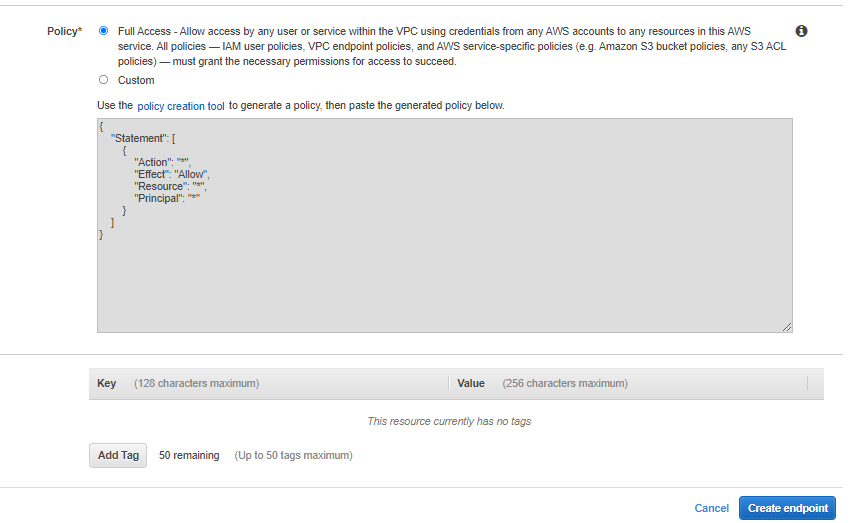 Policy* Full Access - Allow access by any user or service within the VPC using credentials from any AWS accounts to any resources in this AWS
service. All policies — IAM user policies, VPC endpoint policies, and AWS service-specific policies (e.g. Amazon S3 bucket policies, any S3 ACL
policies) — must grant the necessary permissions for access to succeed.
Custom
Use the policy creation tool to generate a policy, then paste the generated policy below.
{
"Statement": [
{
"Action": "*",
"Effect": "Allow",
"Resource": "*",
"Principal": "*"
}
]
}
Key (128 characters maximum) Value (256 characters maximum)
This resource currently has no tags
Add Tag 50 remaining (Up to 50 tags maximum)
Cancel Create endpoint